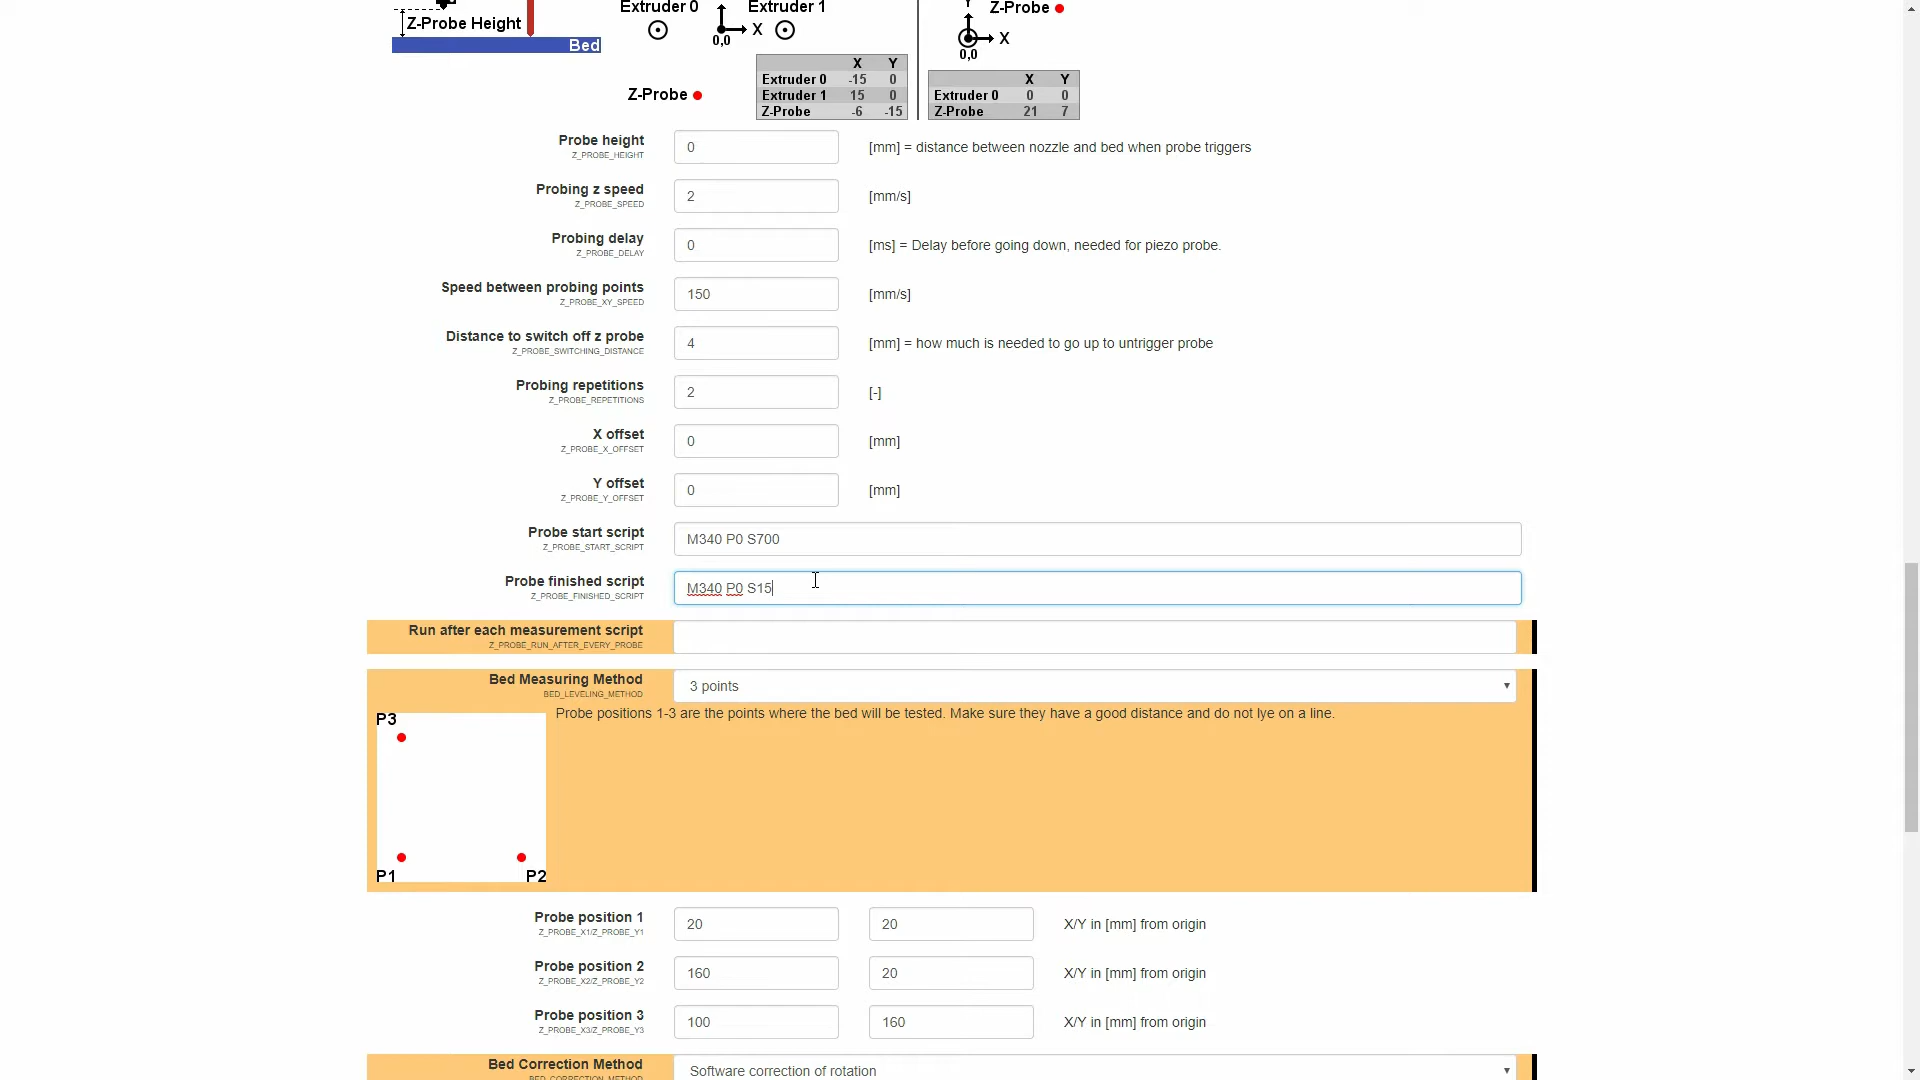 Z-Probe Height
Bed
Extruder 0
X
0,0
Extruder 1
Z-Probe
X Y
Extruder 0 -15 0
Extruder 1 15 0
Z-Probe -6 -15
Z-Probe
X
0,0
X Y
Extruder 0 0 0
Z-Probe 21 7
Probe height 0 [mm] = distance between nozzle and bed when probe triggers
Z_PROBE_HEIGHT
Probing z speed 2 [mm/s]
Z_PROBE_SPEED
Probing delay 0 [ms] = Delay before going down, needed for piezo probe.
Z_PROBE_DELAY
Speed between probing points 150 [mm/s]
Z_PROBE_XY_SPEED
Distance to switch off z probe 4 [mm] = how much is needed to go up to untrigger probe
Z_PROBE_SWITCHING_DISTANCE
Probing repetitions 2 [-]
Z_PROBE_REPETITIONS
X offset 0 [mm]
Z_PROBE_X_OFFSET
Y offset 0 [mm]
Z_PROBE_Y_OFFSET
Probe start script M340 P0 S700
Z_PROBE_START_SCRIPT
Probe finished script M340 P0 S15
Z_PROBE_FINISHED_SCRIPT
Run after each measurement script
Z_PROBE_RUN_AFTER_EVERY_PROBE
Bed Measuring Method 3 points
BED_LEVELING_METHOD
Probe positions 1-3 are the points where the bed will be tested. Make sure they have a good distance and do not lye on a line.
P3
P1 P2
Probe position 1 20 20 X/Y in [mm] from origin
Z_PROBE_X1/Z_PROBE_Y1
Probe position 2 160 20 X/Y in [mm] from origin
Z_PROBE_X2/Z_PROBE_Y2
Probe position 3 100 160 X/Y in [mm] from origin
Z_PROBE_X3/Z_PROBE_Y3
Bed Correction Method Software correction of rotation
BED_CORRECTION_METHOD